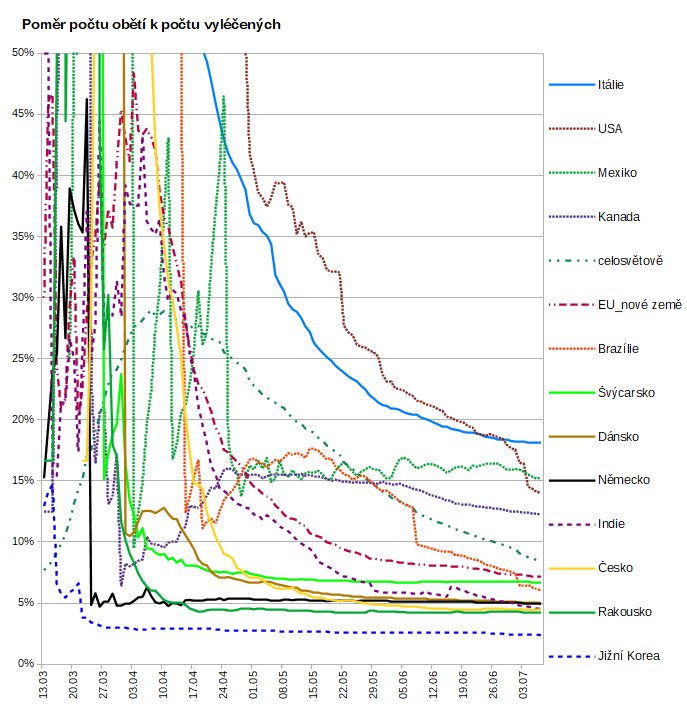 Poměr počtu obětí k počtu vyléčených
50%
45%
40%
35%
30%
25%
20%
15%
10%
5%
0%
13.03
20.03
27.03
03.04
10.04
17.04
24.04
01.05
08.05
15.05
22.05
29.05
05.06
12.06
19.06
26.06
03.07
Itálie
USA
Mexiko
Kanada
celosvětově
EU_nové země
Brazílie
Švýcarsko
Dánsko
Německo
Indie
Česko
Rakousko
Jižní Korea